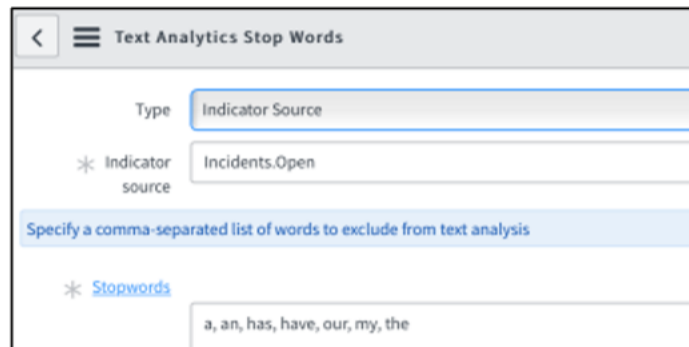 Text Analytics Stop Words
Type Indicator Source
Indicator source Incidents.Open
Specify a comma-separated list of words to exclude from text analysis
Stopwords
a, an, has, have, our, my, the